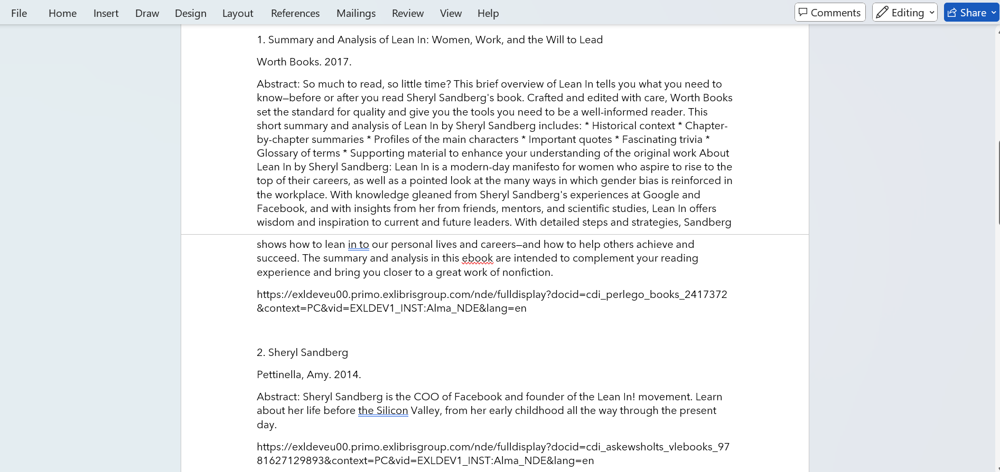 File Home Insert Draw Design Layout References Mailings Review View Help Comments Editing Share
1. Summary and Analysis of Lean In: Women, Work, and the Will to Lead
Worth Books. 2017.
Abstract: So much to read, so little time? This brief overview of Lean In tells you what you need to
know—before or after you read Sheryl Sandberg's book. Crafted and edited with care, Worth Books
set the standard for quality and give you the tools you need to be a well-informed reader. This
short summary and analysis of Lean In by Sheryl Sandberg includes: * Historical context * Chapter-
by-chapter summaries * Profiles of the main characters * Important quotes * Fascinating trivia *
Glossary of terms * Supporting material to enhance your understanding of the original work About
Lean In by Sheryl Sandberg: Lean In is a modern-day manifesto for women who aspire to rise to the
top of their careers, as well as a pointed look at the many ways in which gender bias is reinforced in
the workplace. With knowledge gleaned from Sheryl Sandberg's experiences at Google and
Facebook, and with insights from her from friends, mentors, and scientific studies, Lean In offers
wisdom and inspiration to current and future leaders. With detailed steps and strategies, Sandberg
shows how to lean in to our personal lives and careers—and how to help others achieve and
succeed. The summary and analysis in this ebook are intended to complement your reading
experience and bring you closer to a great work of nonfiction.
https://exldeveu00.primo.exlibrisgroup.com/nde/fulldisplay?docid=cdi_perlego_books_2417372
&context=PC&vid=EXLDEV1_INST:Alma_NDE&lang=en
2. Sheryl Sandberg
Pettinella, Amy. 2014.
Abstract: Sheryl Sandberg is the COO of Facebook and founder of the Lean In! movement. Learn
about her life before the Silicon Valley, from her early childhood all the way through the present
day.
https://exldeveu00.primo.exlibrisgroup.com/nde/fulldisplay?docid=cdi_askewsholts_vlebooks_97
81627129893&context=PC&vid=EXLDEV1_INST:Alma_NDE&lang=en